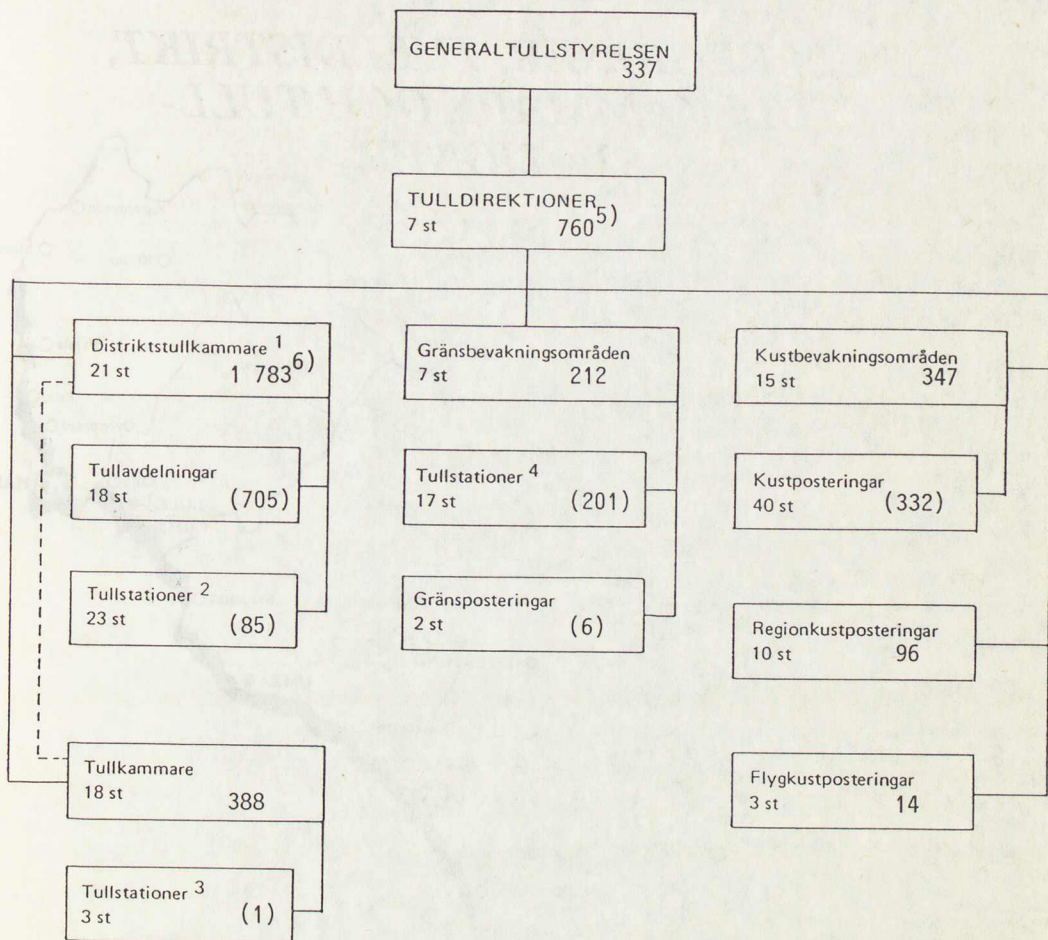 GENERALTULLSTYRELSEN
337
TULLDIREKTIONER
7 st 760 5)
Distriktstullkammare 1
21 st 1 783 6)
Tullavdelningar
18 st (705)
Tullstationer 2
23 st (85)
Tullkammare
18 st 388
Tullstationer 3
3 st (1)
Gränsbevakningsområden
7 st 212
Tullstationer 4
17 st (201)
Gränsposteringar
2 st (6)
Kustbevakningsområden
15 st 347
Kustposteringar
40 st (332)
Regionkustposteringar
10 st 96
Flygkustposteringar
3 st 14